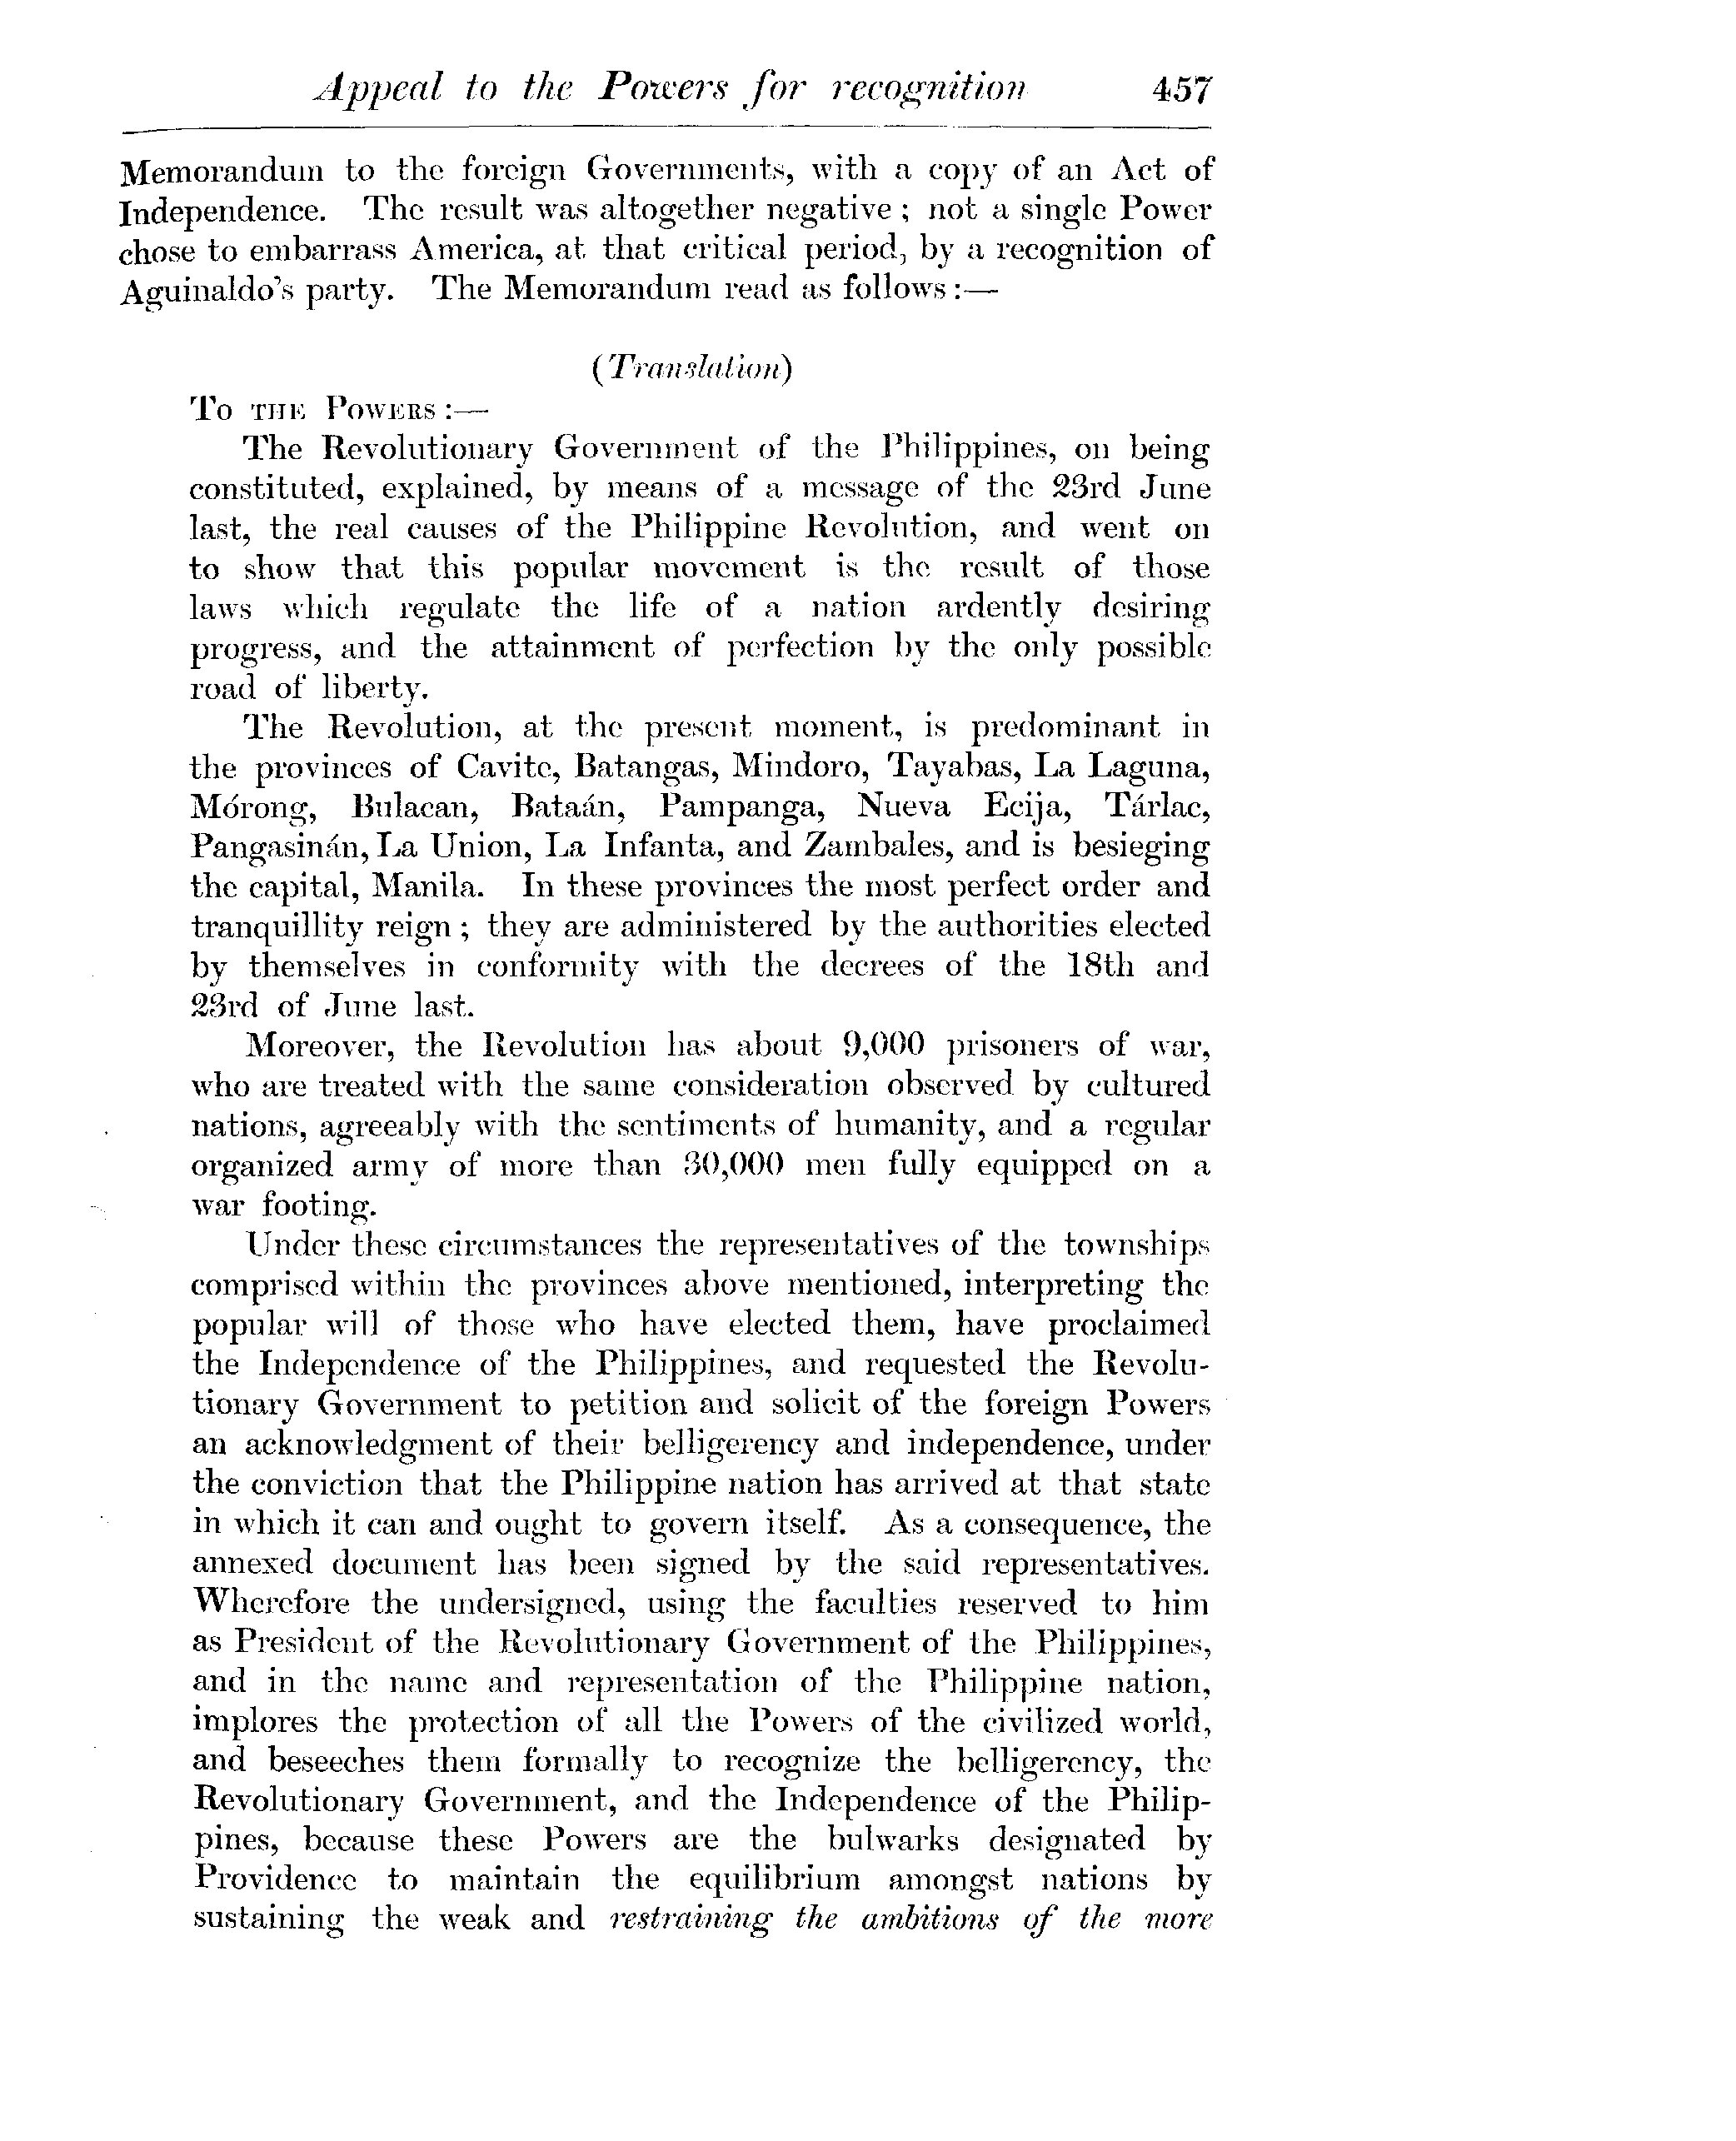 Appeal to the Powers for recognition 457
Memorandum to the foreign Governments, with a copy of an Act of
Independence. The result was altogether negative ; not a single Power
chose to embarrass America, at that critical period, by a recognition of
Aguinaldo's party. The Memorandum read as follows :—
(Translation)
To the Powers :—
The Revolutionary Government of the Philippines, on being
constituted, explained, by means of a message of the 23rd June
last, the real causes of the Philippine Revolution, and went on
to show that this popular movement is the result of those
laws which regulate the life of a nation ardently desiring
progress, and the attainment of perfection by the only possible
road of liberty.
The Revolution, at the present moment, is predominant in
the provinces of Cavite, Batangas, Mindoro, Tayabas, La Laguna,
Mórong, Bulacan, Bataán, Pampanga, Nueva Ecija, Tárlac,
Pangasinán, La Union, La Infanta, and Zambales, and is besieging
the capital, Manila. In these provinces the most perfect order and
tranquillity reign ; they are administered by the authorities elected
by themselves in conformity with the decrees of the 18th and
23rd of June last.
Moreover, the Revolution has about 9,000 prisoners of war,
who are treated with the same consideration observed by cultured
nations, agreeably with the sentiments of humanity, and a regular
organized army of more than 30,000 men fully equipped on a
war footing.
Under these circumstances the representatives of the townships
comprised within the provinces above mentioned, interpreting the
popular will of those who have elected them, have proclaimed
the Independence of the Philippines, and requested the Revolu-
tionary Government to petition and solicit of the foreign Powers
an acknowledgment of their belligerency and independence, under
the conviction that the Philippine nation has arrived at that state
in which it can and ought to govern itself. As a consequence, the
annexed document has been signed by the said representatives.
Wherefore the undersigned, using the faculties reserved to him
as President of the Revolutionary Government of the Philippines,
and in the name and representation of the Philippine nation,
implores the protection of all the Powers of the civilized world,
and beseeches them formally to recognize the belligerency, the
Revolutionary Government, and the Independence of the Philip-
pines, because these Powers are the bulwarks designated by
Providence to maintain the equilibrium amongst nations by
sustaining the weak and restraining the ambitions of the more